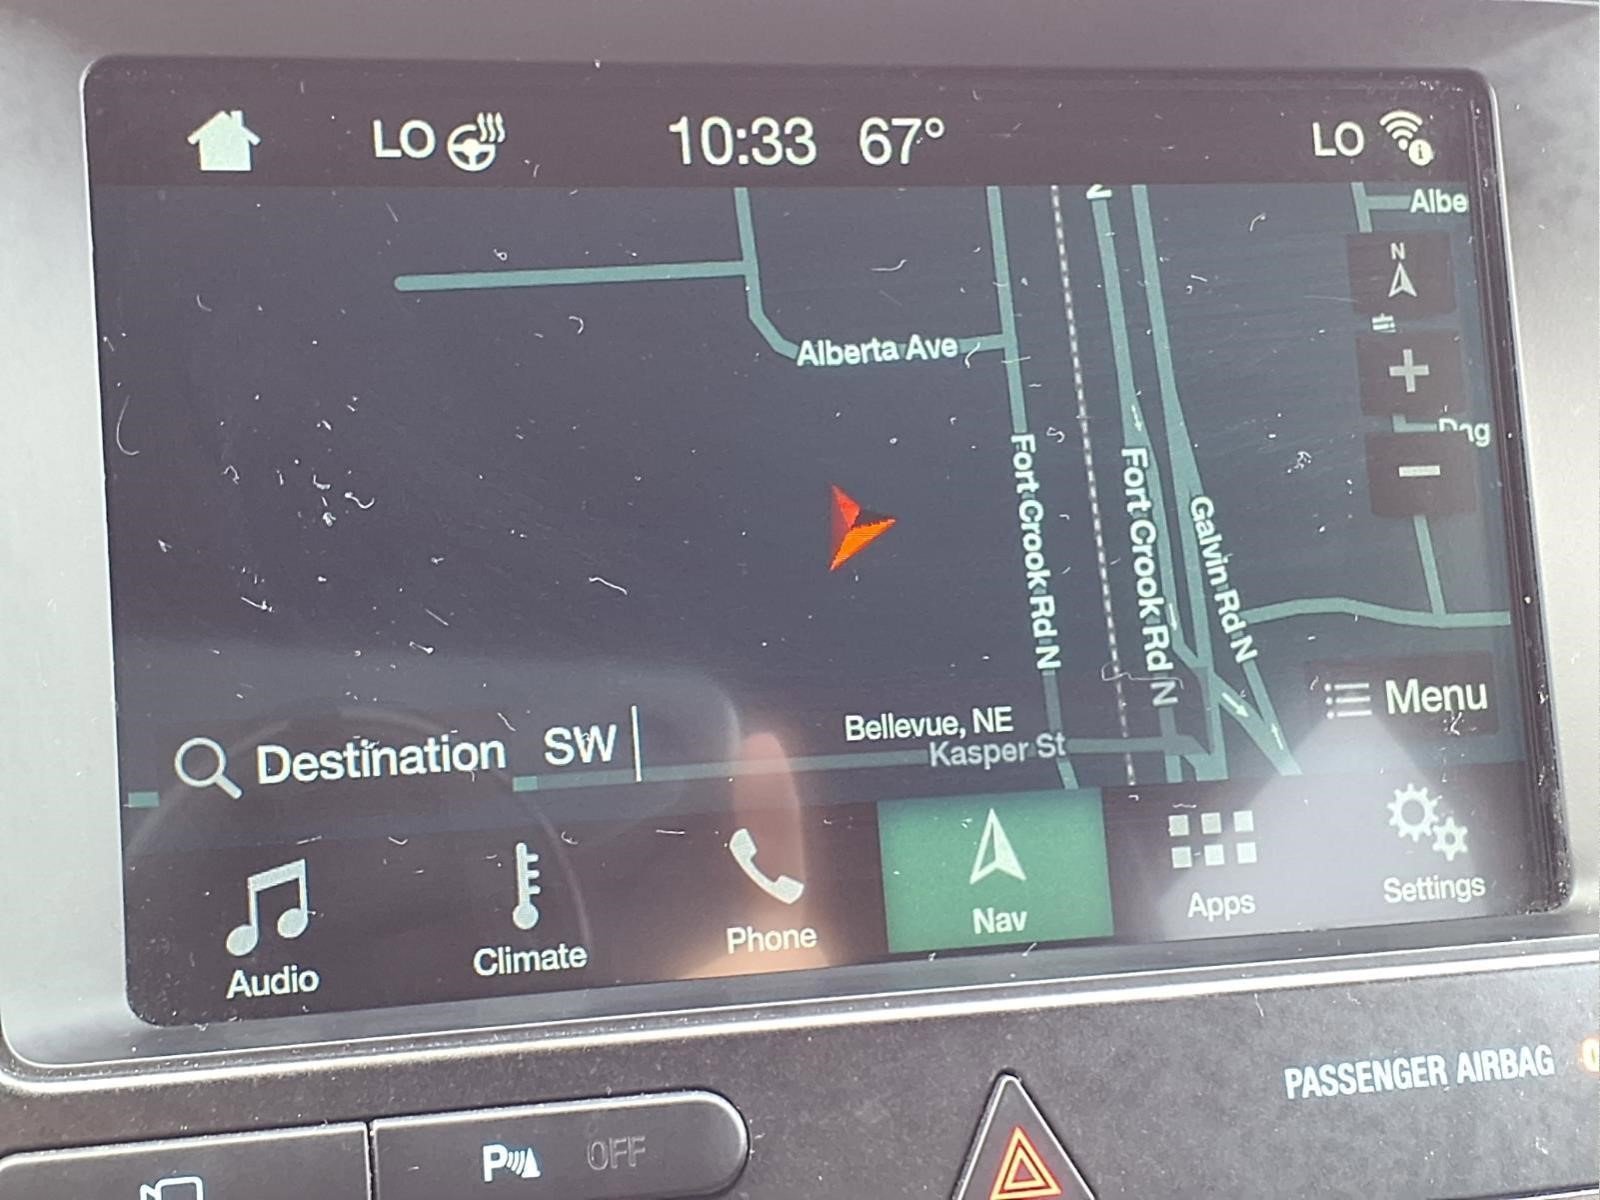 LO 10:33 67° LO
Albe
N
Alberta Ave
Fort Crook Rd N
Fort Crook Rd N
Galvin Rd N
Menu
Bellevue, NE
Destination SW
Kasper St
Audio
Climate
Phone
Nav
Apps
Settings
PASSENGER AIRBAG
P OFF